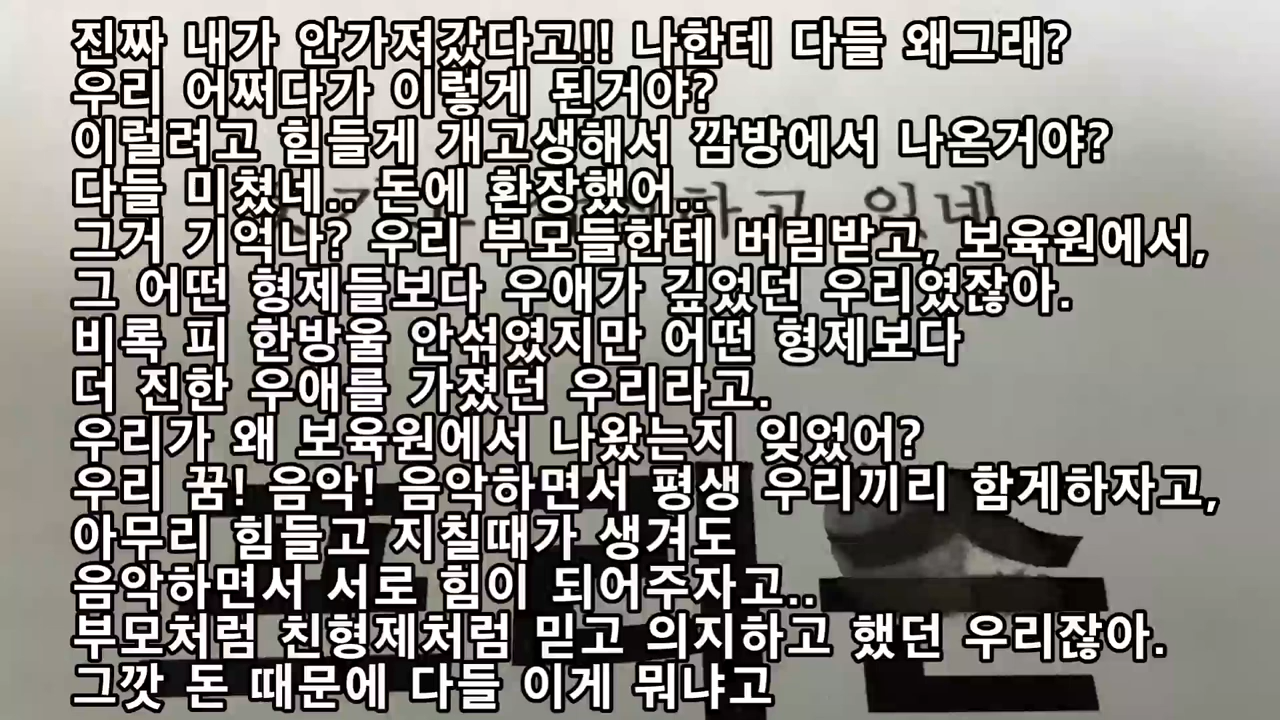 진짜 내가 안가져갔다고!! 나한테 다들 왜그래?
우리 어쩌다가 이렇게 된거야?
이럴려고 힘들게 개고생해서 깜방에서 나온거야?
다들 미쳤네.. 돈에 환장했어..
하고 있네
그거 기억나? 우리 부모들한테 버림받고, 보육원에서,
그 어떤 형제들보다 우애가 깊었던 우리였잖아.
비록 피 한방울 안섞였지만 어떤 형제보다
더 진한 우애를 가졌던 우리라고.
우리가 왜 보육원에서 나왔는지 잊었어?
우리 꿈! 음악! 음악하면서 평생 우리끼리 함게하자고,
아무리 힘들고 지칠때가 생겨도
음악하면서 서로 힘이 되어주자고..
부모처럼 친형제처럼 믿고 의지하고 했던 우리잖아.
그깟 돈 때문에 다들 이게 뭐냐고